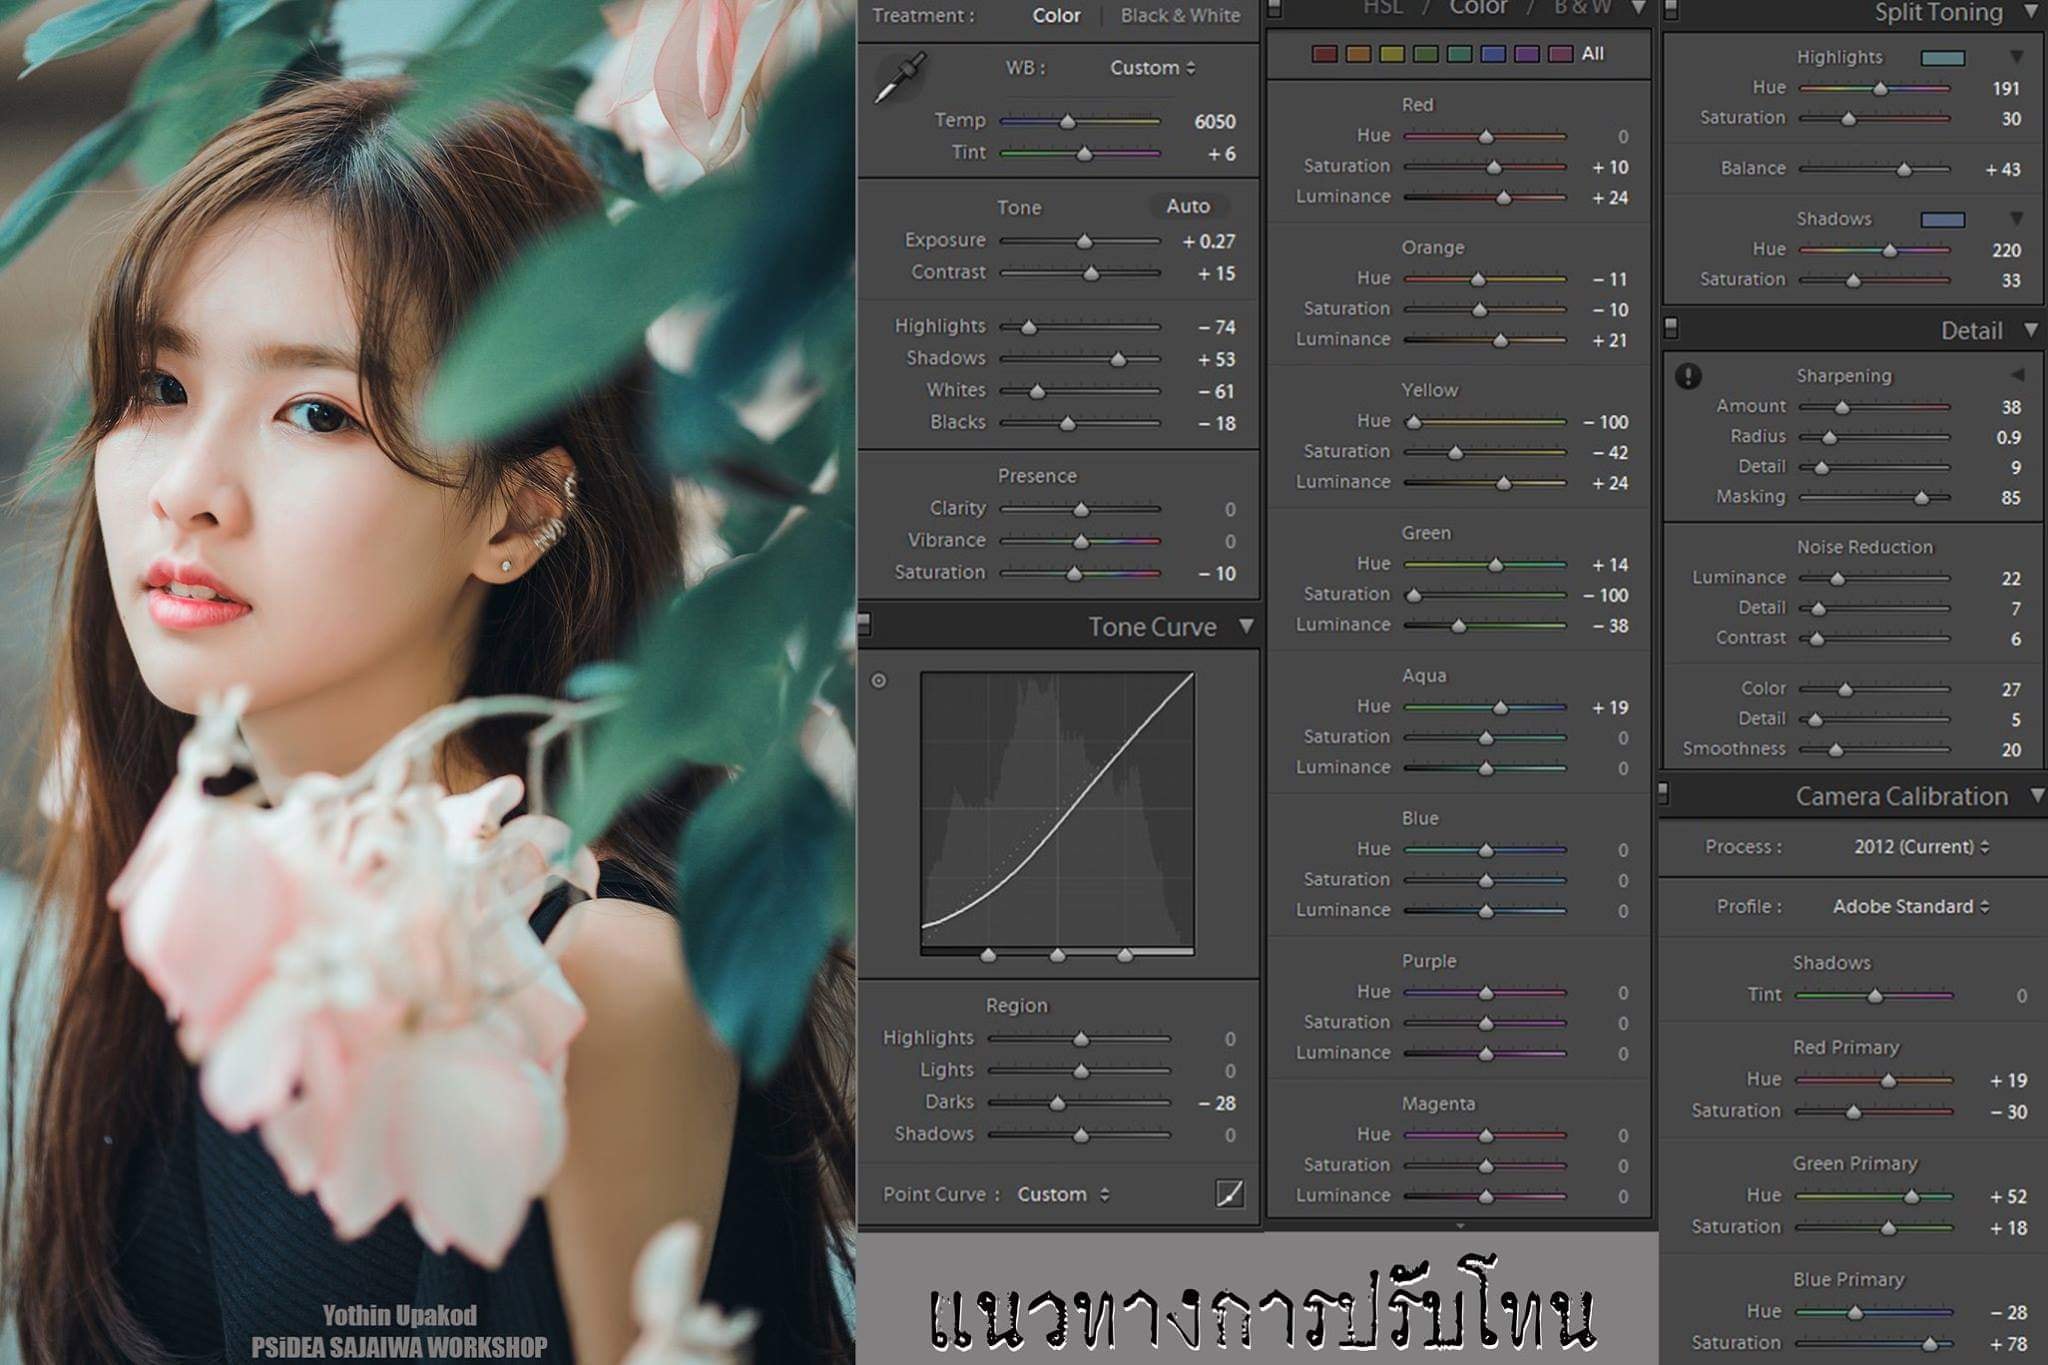 Yothin Upakod
PSiDEA SAJAIWA WORKSHOP
Treatment : Color Black & White
WB : Custom
Temp 6050
Tint + 6
Tone Auto
Exposure + 0.27
Contrast + 15
Highlights – 74
Shadows + 53
Whites – 61
Blacks – 18
Presence
Clarity 0
Vibrance 0
Saturation – 10
Tone Curve
Region
Highlights 0
Lights 0
Darks – 28
Shadows 0
Point Curve : Custom
HSL / Color / B & W
All
Red
Hue 0
Saturation + 10
Luminance + 24
Orange
Hue – 11
Saturation – 10
Luminance + 21
Yellow
Hue – 100
Saturation – 42
Luminance + 24
Green
Hue + 14
Saturation – 100
Luminance – 38
Aqua
Hue + 19
Saturation 0
Luminance 0
Blue
Hue 0
Saturation 0
Luminance 0
Purple
Hue 0
Saturation 0
Luminance 0
Magenta
Hue 0
Saturation 0
Luminance 0
แนวทางการปรับโทน
Split Toning
Highlights
Hue 191
Saturation 30
Balance + 43
Shadows
Hue 220
Saturation 33
Detail
Sharpening
Amount 38
Radius 0.9
Detail 9
Masking 85
Noise Reduction
Luminance 22
Detail 7
Contrast 6
Color 27
Detail 5
Smoothness 20
Camera Calibration
Process : 2012 (Current)
Profile : Adobe Standard
Shadows
Tint 0
Red Primary
Hue + 19
Saturation – 30
Green Primary
Hue + 52
Saturation + 18
Blue Primary
Hue – 28
Saturation + 78